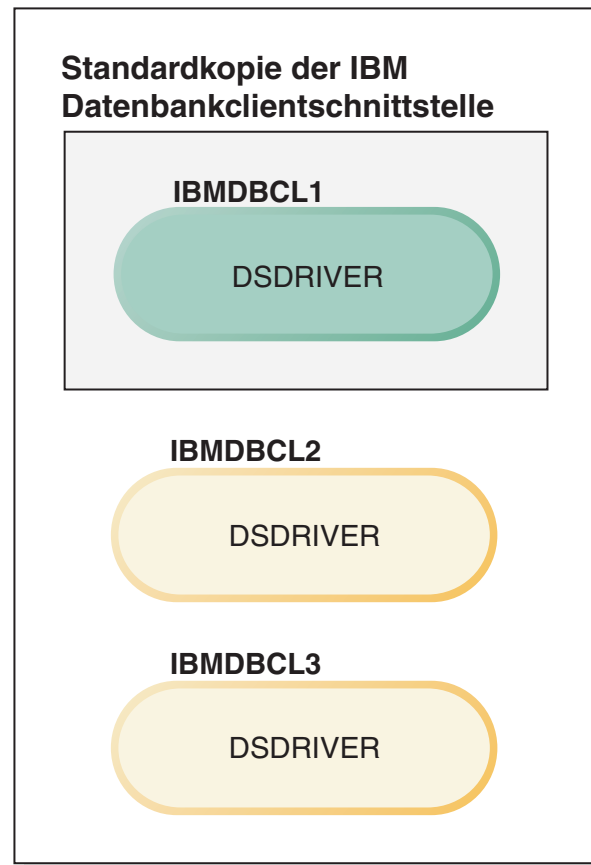 Standardkopie der IBM
Datenbankclientschnittstelle
IBMDBCL1
DSDRIVER
IBMDBCL2
DSDRIVER
IBMDBCL3
DSDRIVER